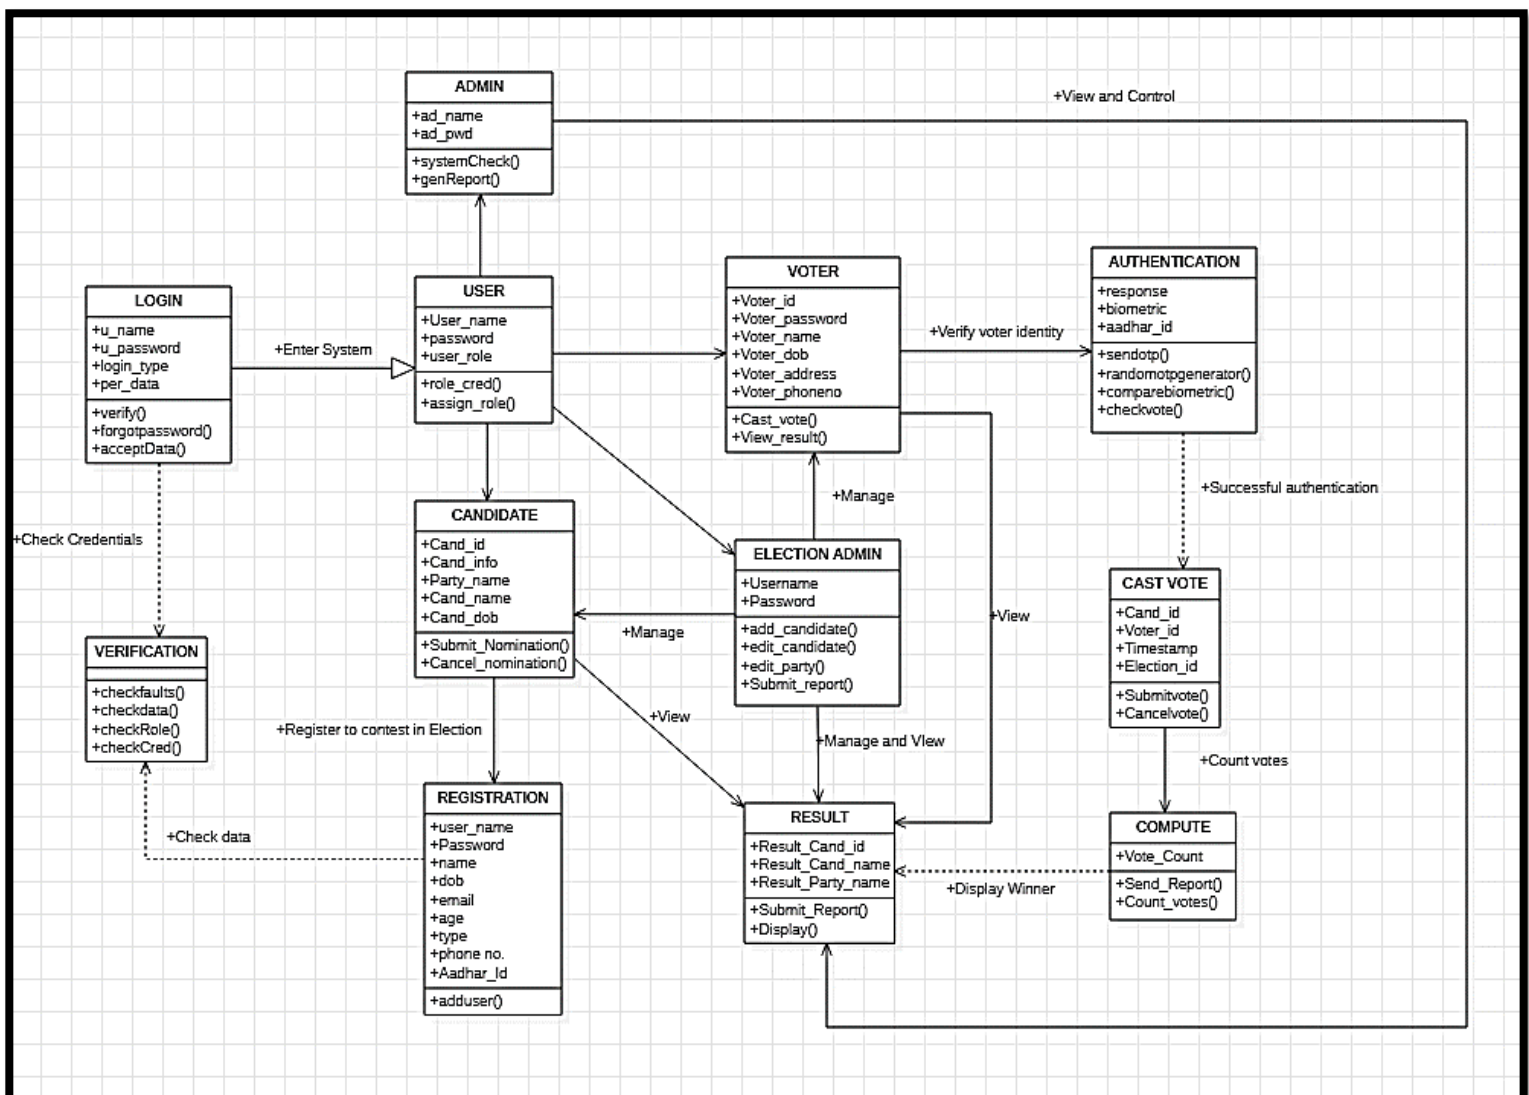 ADMIN
+ad_name
+ad_pwd
+systemCheck()
+genReport()
+View and Control
LOGIN
+u_name
+u_password
+login_type
+per_data
+verify()
+forgotpassword()
+acceptData()
+Enter System
USER
+User_name
+password
+user_role
+role_cred()
+assign_role()
VOTER
+Voter_id
+Voter_password
+Voter_name
+Voter_dob
+Voter_address
+Voter_phoneno
+Cast_vote()
+View_result()
+Verify voter identity
AUTHENTICATION
+response
+biometric
+aadhar_id
+sendotp()
+randomotpgenerator()
+comparebiometric()
+checkvote()
+Check Credentials
CANDIDATE
+Cand_id
+Cand_info
+Party_name
+Cand_name
+Cand_dob
+Submit_Nomination()
+Cancel_nomination()
+Manage
+Manage
ELECTION ADMIN
+Username
+Password
+add_candidate()
+edit_candidate()
+edit_party()
+Submit_report()
+View
+Successful authentication
CAST VOTE
+Cand_id
+Voter_id
+Timestamp
+Election_id
+Submitvote()
+Cancelvote()
VERIFICATION
+checkfaults()
+checkdata()
+checkRole()
+checkCred()
+Register to contest in Election
+View
+Manage and VIew
+Count votes
+Check data
REGISTRATION
+user_name
+Password
+name
+dob
+email
+age
+type
+phone no.
+Aadhar_Id
+adduser()
RESULT
+Result_Cand_id
+Result_Cand_name
+Result_Party_name
+Submit_Report()
+Display()
+Display Winner
COMPUTE
+Vote_Count
+Send_Report()
+Count_votes()